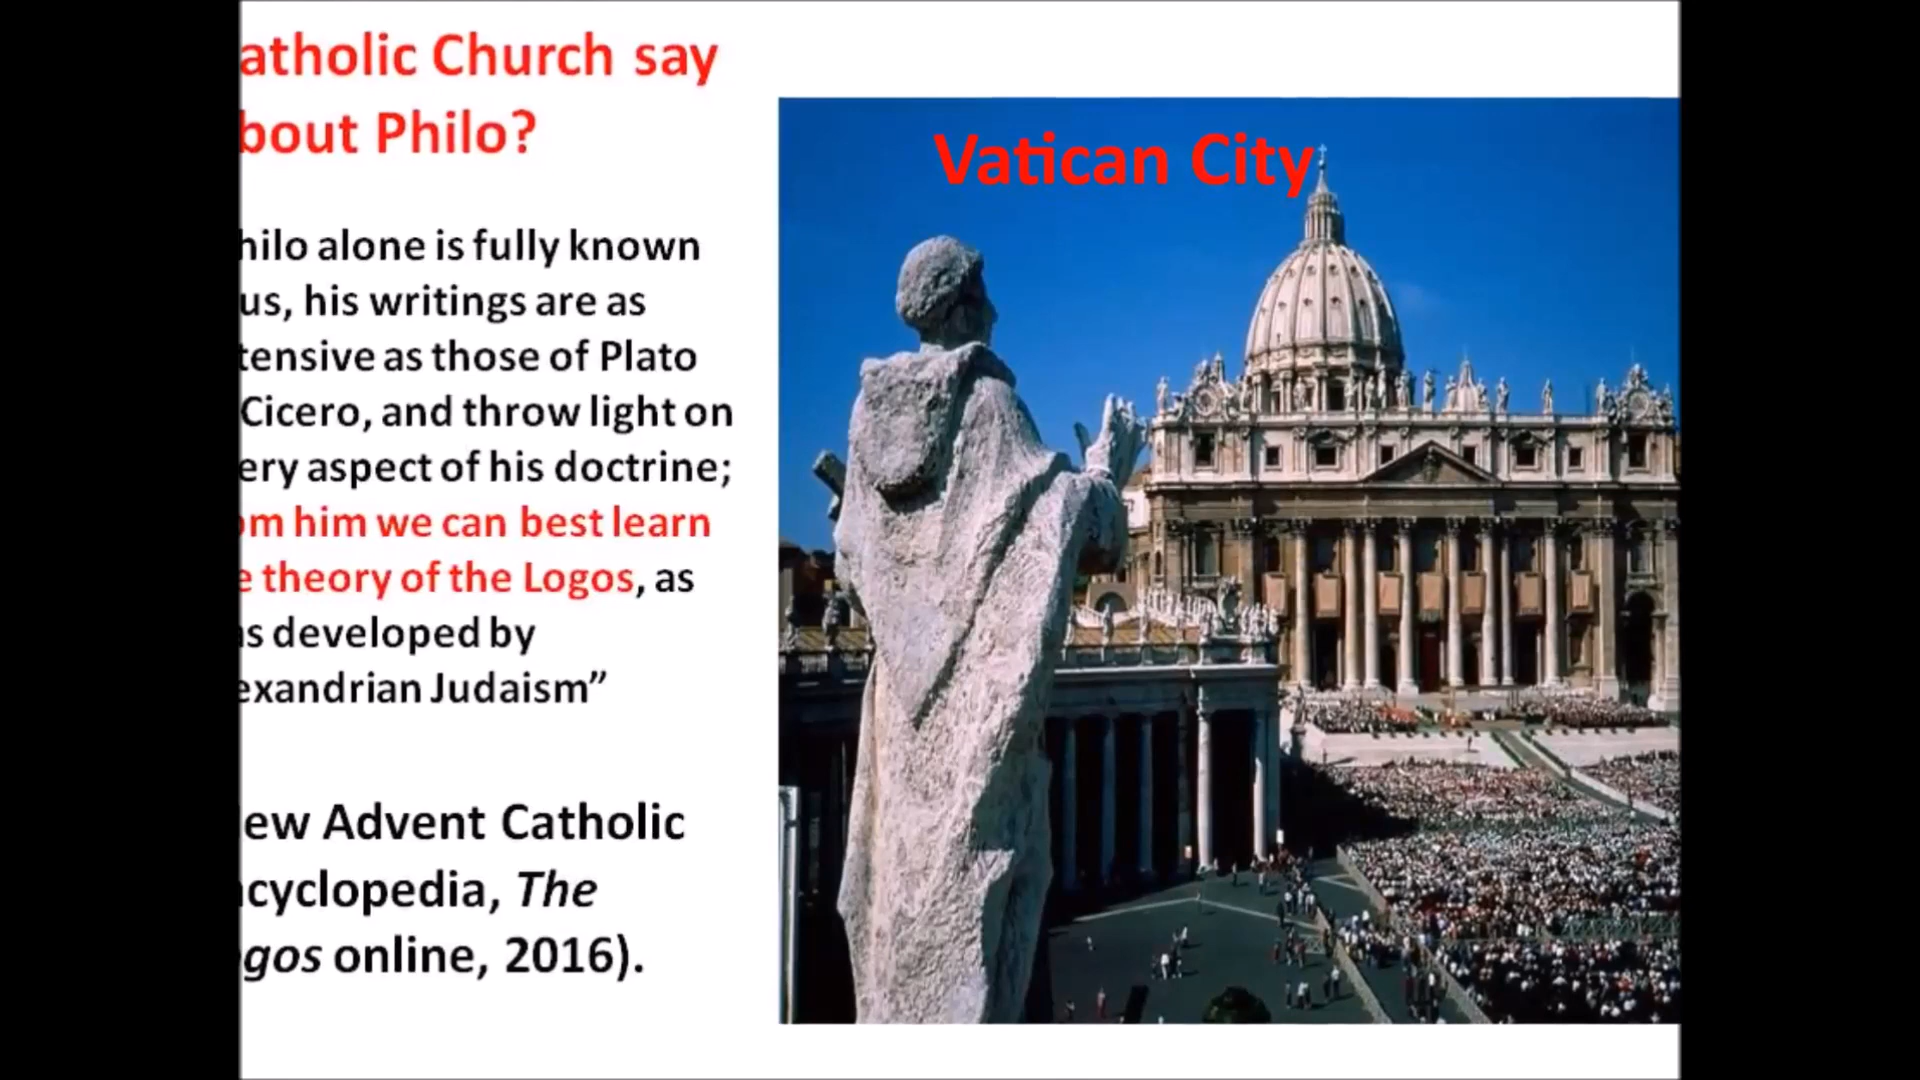 atholic Church say
bout Philo?
hilo alone is fully known
us, his writings are as
tensive as those of Plato
Cicero, and throw light on
ery aspect of his doctrine;
om him we can best learn
e theory of the Logos, as
s developed by
exandrian Judaism”
ew Advent Catholic
cyclopedia, The
gos online, 2016).
Vatican City